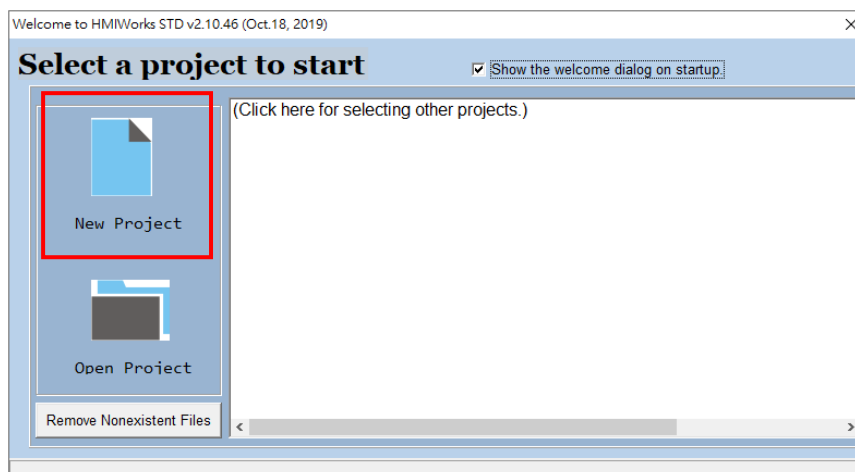 Welcome to HMIWorks STD v2.10.46 (Oct.18, 2019)
Select a project to start
Show the welcome dialog on startup.
(Click here for selecting other projects.)
New Project
Open Project
Remove Nonexistent Files